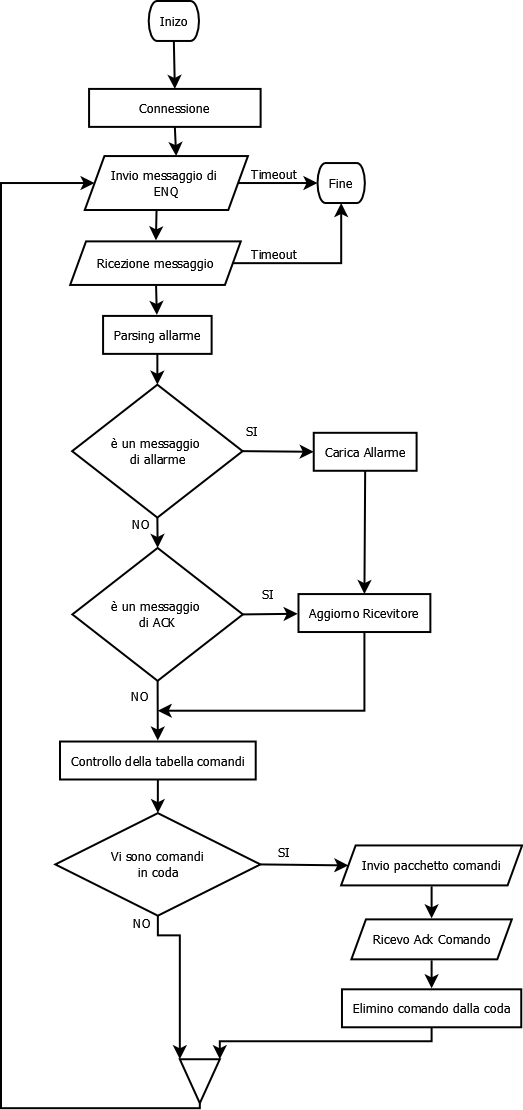 Inizo
Connessione
Invio messaggio di
ENQ
Timeout
Fine
Ricezione messaggio
Timeout
Parsing allarme
è un messaggio
di allarme
SI
Carica Allarme
NO
è un messaggio
di ACK
SI
Aggiorno Ricevitore
NO
Controllo della tabella comandi
Vi sono comandi
in coda
SI
Invio pacchetto comandi
NO
Ricevo Ack Comando
Elimino comando dalla coda